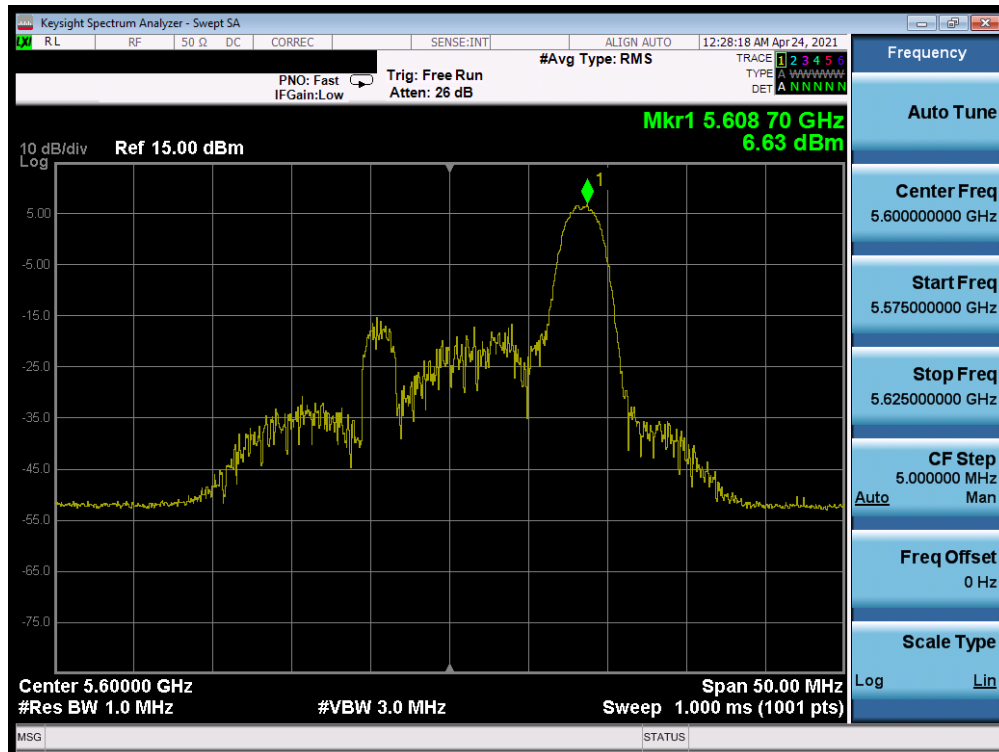 Keysight Spectrum Analyzer - Swept SA
LXI RL RF 50 Ω DC CORREC SENSE:INT ALIGN AUTO 12:28:18 AM Apr 24, 2021
#Avg Type: RMS
TRACE 1 2 3 4 5 6
TYPE A WWWWW
DET A N N N N N
PNO: Fast
IFGain:Low
Trig: Free Run
Atten: 26 dB
Mkr1 5.608 70 GHz
6.63 dBm
10 dB/div Ref 15.00 dBm
Log
1
5.00
-5.00
-15.0
-25.0
-35.0
-45.0
-55.0
-65.0
-75.0
Center 5.60000 GHz Span 50.00 MHz
#Res BW 1.0 MHz #VBW 3.0 MHz Sweep 1.000 ms (1001 pts)
MSG STATUS
Frequency
Auto Tune
Center Freq
5.600000000 GHz
Start Freq
5.575000000 GHz
Stop Freq
5.625000000 GHz
CF Step
5.000000 MHz
Auto Man
Freq Offset
0 Hz
Scale Type
Log Lin